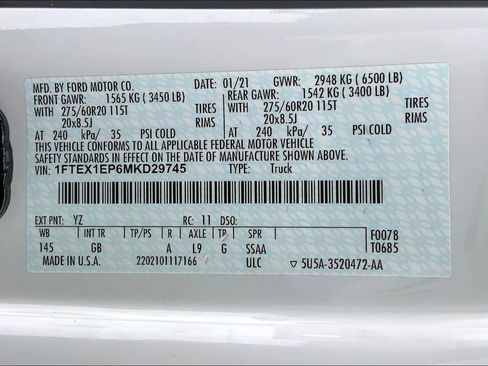 MFD. BY FORD MOTOR CO. 01/21 GVWR: 2948 KG ( 6500 LB)
FRONT GAWR: 1565 KG ( 3450 LB) REAR GAWR: 1542 KG ( 3400 LB)
275/60R20 115T TIRES 275/60R20 115T TIRES
20x8.5J RIMS 20x8.5J RIMS
AT 240 kPa/ 35 PSI COLD AT 240 kPa/ 35 PSI COLD
THIS VEHICLE CONFORMS TO ALL APPLICABLE FEDERAL MOTOR VEHICLE
SAFETY AND THEFT PREVENTION STANDARDS IN EFFECT ON THE DATE OF MANUFACTURE SHOWN ABOVE.
VIN: 1FTEX1EP6MKD29745 TYPE: Truck
EXT PNT: YZ RC: 11 DSO:
WB INT TR R AXLE TP SPR F0078
145 GB A L9 G SSAA T0685
MADE IN U.S.A. 2202101117166 ULC 5U5A-3520472-AA